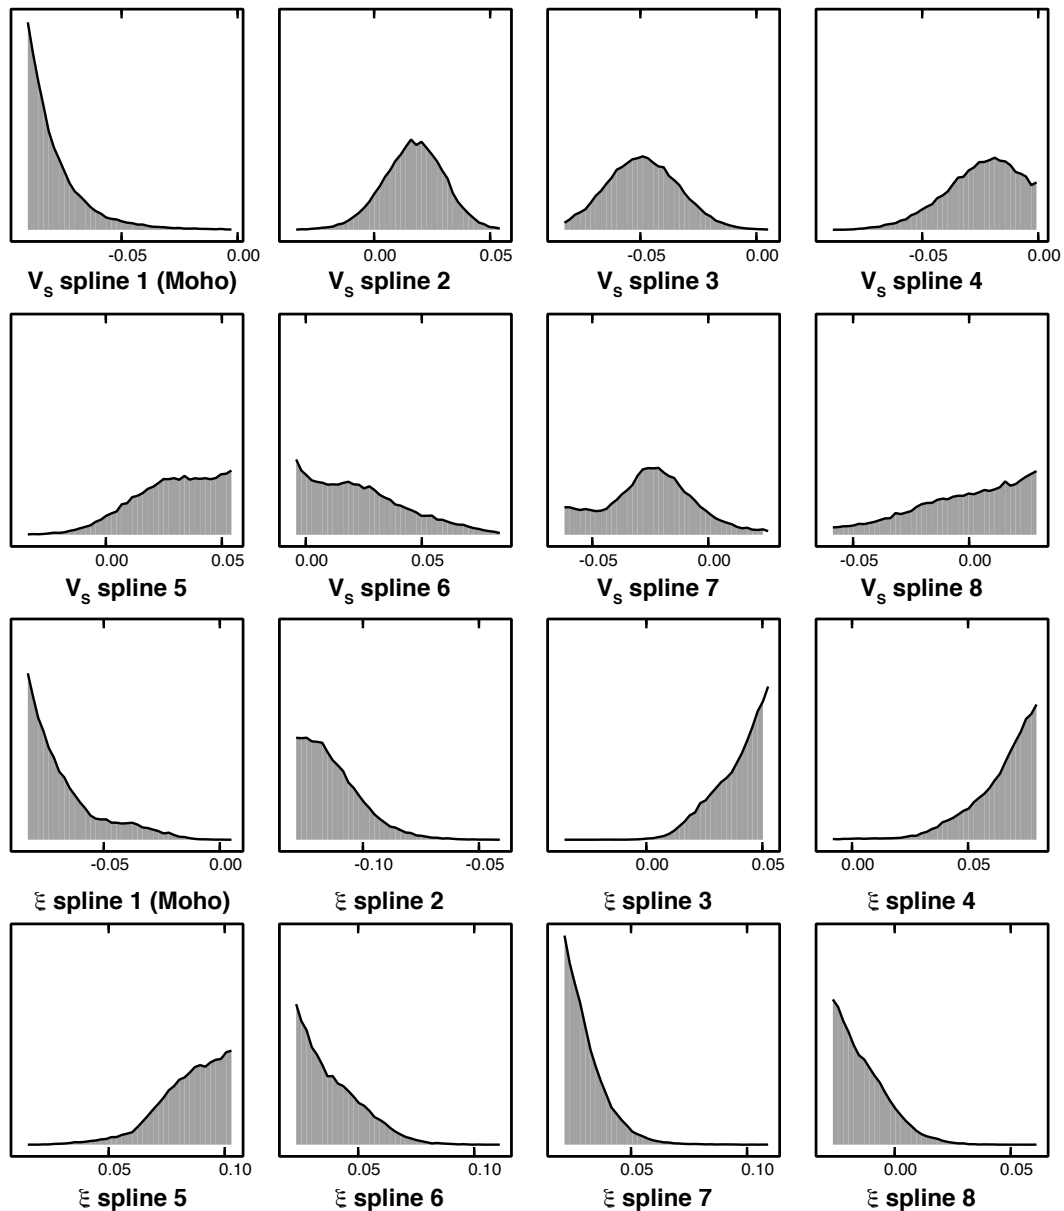 -0.05 0.00 0.00 0.05 -0.05 0.00 -0.05 0.00
V_S spline 1 (Moho) V_S spline 2 V_S spline 3 V_S spline 4
0.00 0.05 0.00 0.05 -0.05 0.00 -0.05 0.00
V_S spline 5 V_S spline 6 V_S spline 7 V_S spline 8
-0.05 0.00 -0.10 -0.05 0.00 0.05 0.00 0.05
ξ spline 1 (Moho) ξ spline 2 ξ spline 3 ξ spline 4
0.05 0.10 0.05 0.10 0.05 0.10 0.00 0.05
ξ spline 5 ξ spline 6 ξ spline 7 ξ spline 8